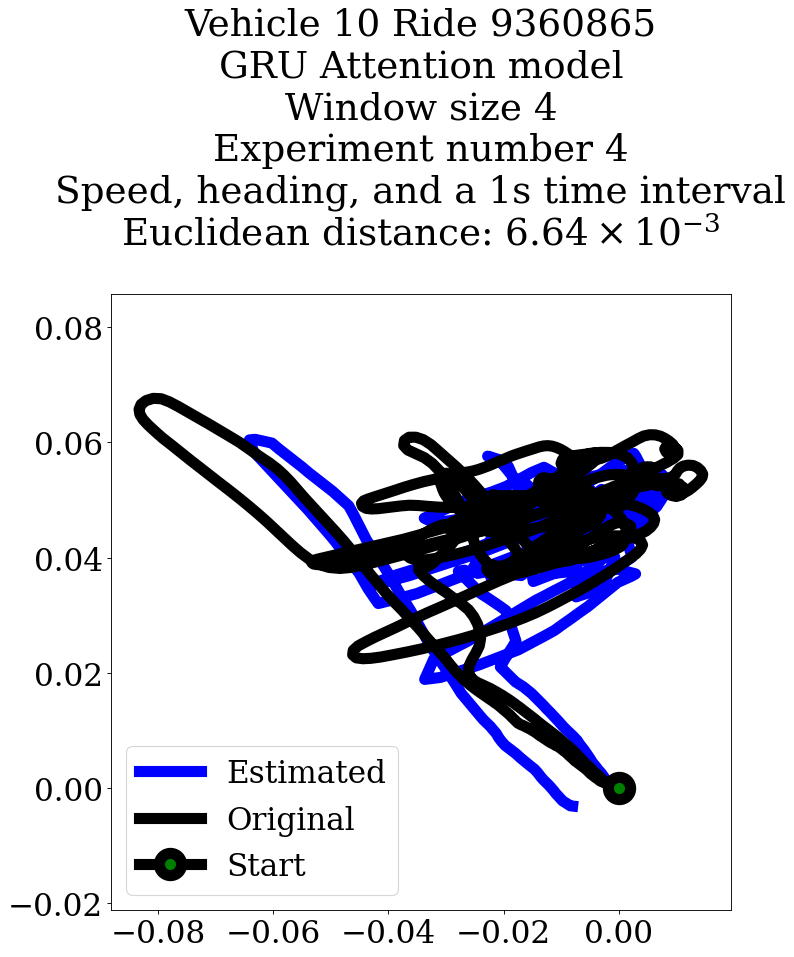 Vehicle 10 Ride 9360865
GRU Attention model
Window size 4
Experiment number 4
Speed, heading, and a 1s time interval
Euclidean distance: 6.64 × 10⁻³
0.08
0.06
0.04
0.02
0.00
−0.02
Estimated
Original
Start
−0.08 −0.06 −0.04 −0.02 0.00